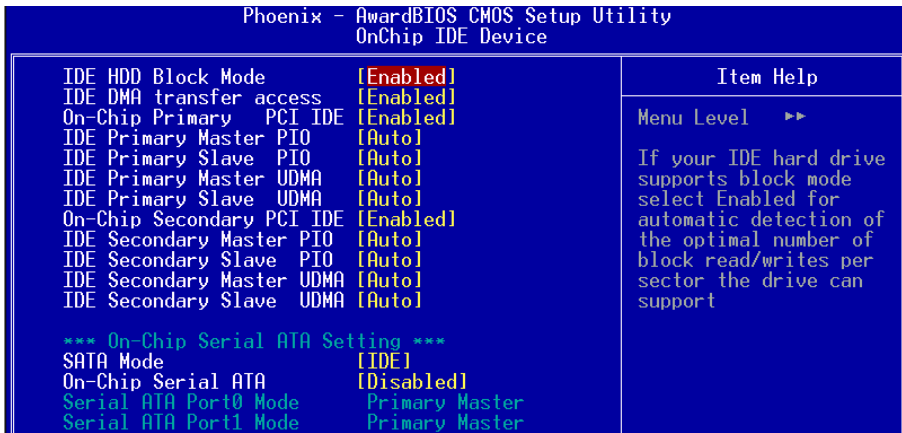 Phoenix - AwardBIOS CMOS Setup Utility
OnChip IDE Device
IDE HDD Block Mode [Enabled]
IDE DMA transfer access [Enabled]
On-Chip Primary PCI IDE [Enabled]
IDE Primary Master PIO [Auto]
IDE Primary Slave PIO [Auto]
IDE Primary Master UDMA [Auto]
IDE Primary Slave UDMA [Auto]
On-Chip Secondary PCI IDE [Enabled]
IDE Secondary Master PIO [Auto]
IDE Secondary Slave PIO [Auto]
IDE Secondary Master UDMA [Auto]
IDE Secondary Slave UDMA [Auto]
*** On-Chip Serial ATA Setting ***
SATA Mode [IDE]
On-Chip Serial ATA [Disabled]
Serial ATA Port0 Mode Primary Master
Serial ATA Port1 Mode Primary Master
Item Help
Menu Level ▸▸
If your IDE hard drive
supports block mode
select Enabled for
automatic detection of
the optimal number of
block read/writes per
sector the drive can
support